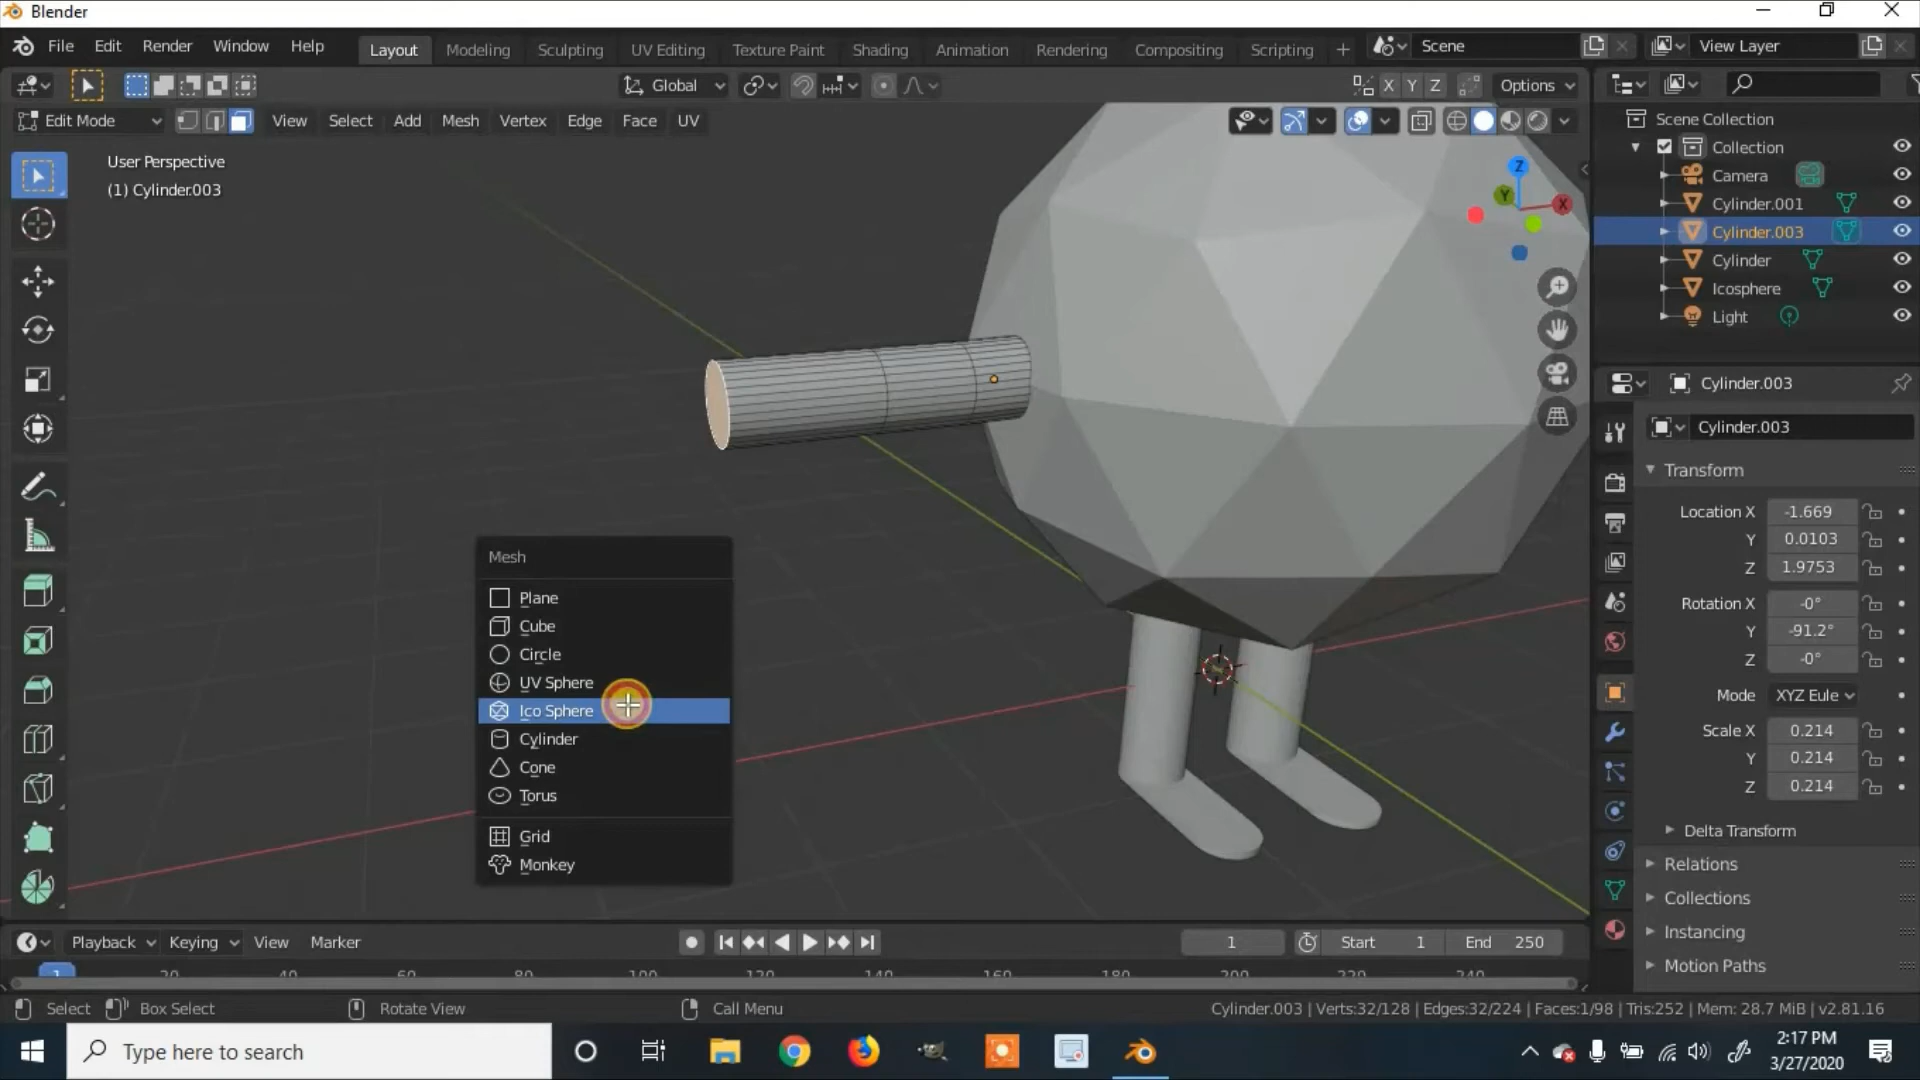 Blender
File Edit Render Window Help Layout Modeling Sculpting UV Editing Texture Paint Shading Animation Rendering Compositing Scripting + Scene View Layer
Global X Y Z Options
Edit Mode View Select Add Mesh Vertex Edge Face UV
User Perspective
(1) Cylinder.003
Z
Y
X
Scene Collection
Collection
Camera
Cylinder.001
Cylinder.003
Cylinder
Icosphere
Light
Cylinder.003
Cylinder.003
Transform
Location X -1.669
Y 0.0103
Z 1.9753
Rotation X -0°
Y -91.2°
Z -0°
Mode XYZ Eule
Scale X 0.214
Y 0.214
Z 0.214
Delta Transform
Relations
Collections
Instancing
Motion Paths
Mesh
Plane
Cube
Circle
UV Sphere
Ico Sphere
Cylinder
Cone
Torus
Grid
Monkey
Playback Keying View Marker 1 Start 1 End 250
1 20 40 60 80 100 120 140 160 180 200 220 240
Select Box Select Rotate View Call Menu Cylinder.003 | Verts:32/128 | Edges:32/224 | Faces:1/98 | Tris:252 | Mem: 28.7 MiB | v2.81.16
Type here to search
2:17 PM
3/27/2020